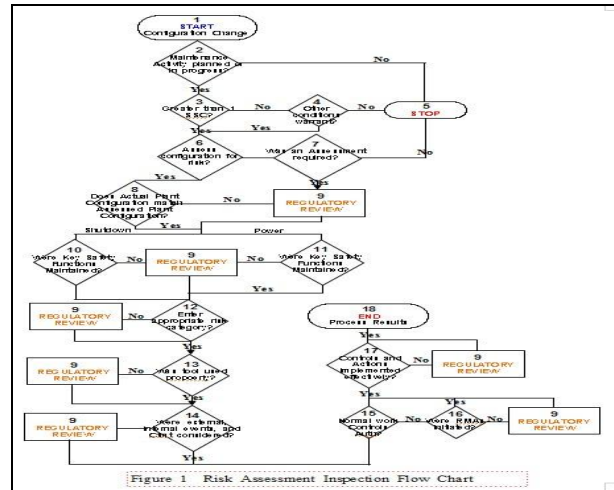 1
START
Configuration Change
2
Maintenance
Activity planned or
in progress?
No
Yes
3
Greater than 1
SSC?
No
4
Other
conditions
warrant?
No
5
STOP
Yes
Yes
6
Assess
configuration for
risk?
No
7
Was an Assessment
required?
No
Yes
Yes
8
Does Actual Plant
Configuration match
Assessed Plant
Configuration?
No
9
REGULATORY
REVIEW
Yes
Shutdown
Power
10
Were Key Safety
Functions
Maintained?
No
9
REGULATORY
REVIEW
No
11
Were Key Safety
Functions
Maintained?
Yes
9
REGULATORY
REVIEW
No
12
Enter
appropriate risk
category?
Yes
18
END
Process Results
Yes
9
REGULATORY
REVIEW
No
13
Was tool used
properly?
Yes
17
Controls and
Actions
implemented
effectively?
No
9
REGULATORY
REVIEW
Yes
Yes
9
REGULATORY
REVIEW
No
14
Were external,
internal events, and
considered?
Yes
15
Normal work
Controls
No
16
Were RMAs
initiated?
No
9
REGULATORY
REVIEW
Figure 1 Risk Assessment Inspection Flow Chart